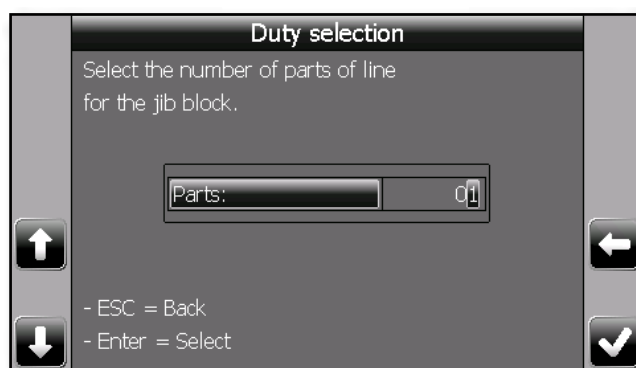 Duty selection
Select the number of parts of line
for the jib block.
Parts: 01
- ESC = Back
- Enter = Select